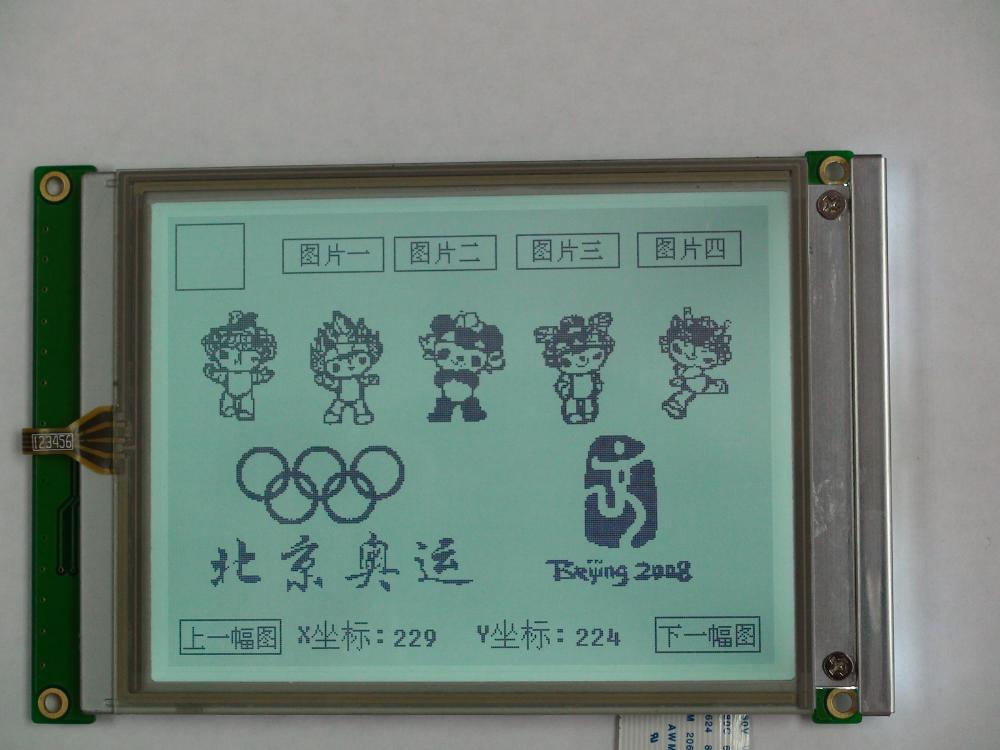 图片一 图片二 图片三 图片四
123456
北京奥运
Beijing 2008
上一幅图 X坐标:229 Y坐标:224 下一幅图